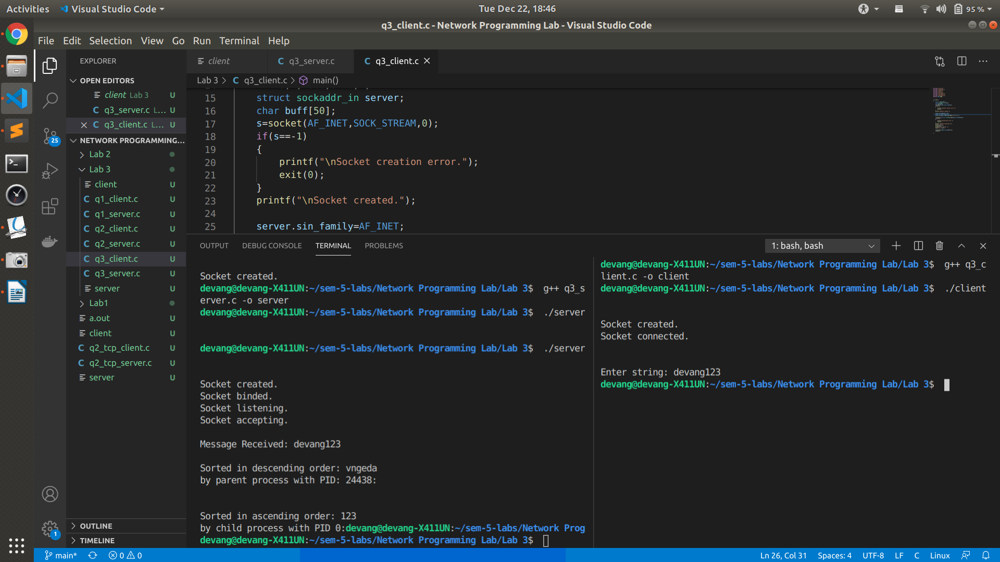 Activities
Visual Studio Code
Tue Dec 22, 18:46
95 %
q3_client.c - Network Programming Lab - Visual Studio Code
File Edit Selection View Go Run Terminal Help
EXPLORER
OPEN EDITORS
client Lab 3 U
q3_server.c L... U
q3_client.c L... U
NETWORK PROGRAMMING...
Lab 2
Lab 3
client U
C q1_client.c U
C q1_server.c U
C q2_client.c U
C q2_server.c U
C q3_client.c U
C q3_server.c U
server U
Lab1
a.out U
client U
C q2_tcp_client.c U
C q2_tcp_server.c U
server U
OUTLINE
TIMELINE
25
1
client
C q3_server.c
C q3_client.c
Lab 3 > C q3_client.c > main()
15 struct sockaddr_in server;
16 char buff[50];
17 s=socket(AF_INET,SOCK_STREAM,0);
18 if(s==-1)
19 {
20 printf("\nSocket creation error.");
21 exit(0);
22 }
23 printf("\nSocket created.");
24
25 server.sin_family=AF_INET;
OUTPUT DEBUG CONSOLE TERMINAL PROBLEMS
1: bash, bash
Socket created.
devang@devang-X411UN:~/sem-5-labs/Network Programming Lab/Lab 3$ g++ q3_s
erver.c -o server
devang@devang-X411UN:~/sem-5-labs/Network Programming Lab/Lab 3$ ./server
devang@devang-X411UN:~/sem-5-labs/Network Programming Lab/Lab 3$ ./server
Socket created.
Socket binded.
Socket listening.
Socket accepting.
Message Received: devang123
Sorted in descending order: vngeda
by parent process with PID: 24438:
Sorted in ascending order: 123
by child process with PID 0:devang@devang-X411UN:~/sem-5-labs/Network Prog
devang@devang-X411UN:~/sem-5-labs/Network Programming Lab/Lab 3$
devang@devang-X411UN:~/sem-5-labs/Network Programming Lab/Lab 3$ g++ q3_c
lient.c -o client
devang@devang-X411UN:~/sem-5-labs/Network Programming Lab/Lab 3$ ./client
Socket created.
Socket connected.
Enter string: devang123
devang@devang-X411UN:~/sem-5-labs/Network Programming Lab/Lab 3$
main* 0 0
Ln 26, Col 31 Spaces: 4 UTF-8 LF C Linux